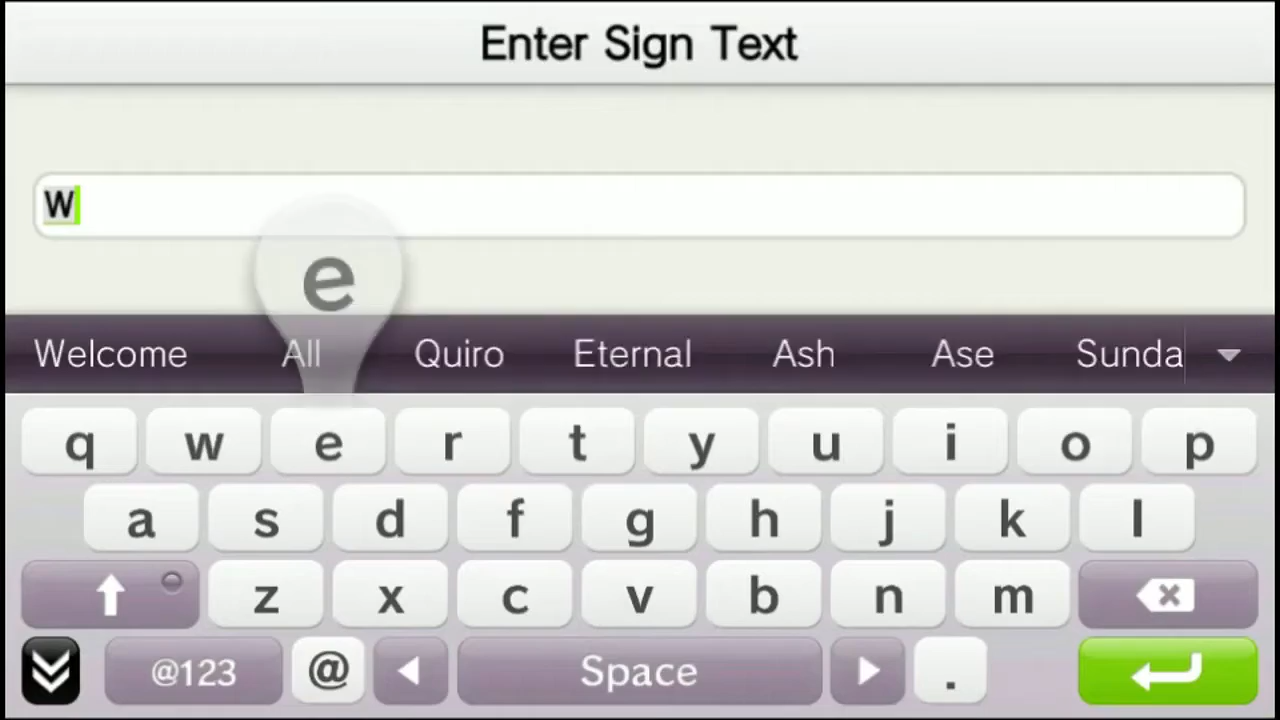 Enter Sign Text
W
e
Welcome All Quiro Eternal Ash Ase Sunda
q w e r t y u i o p
a s d f g h j k l
z x c v b n m
@123 @ Space .